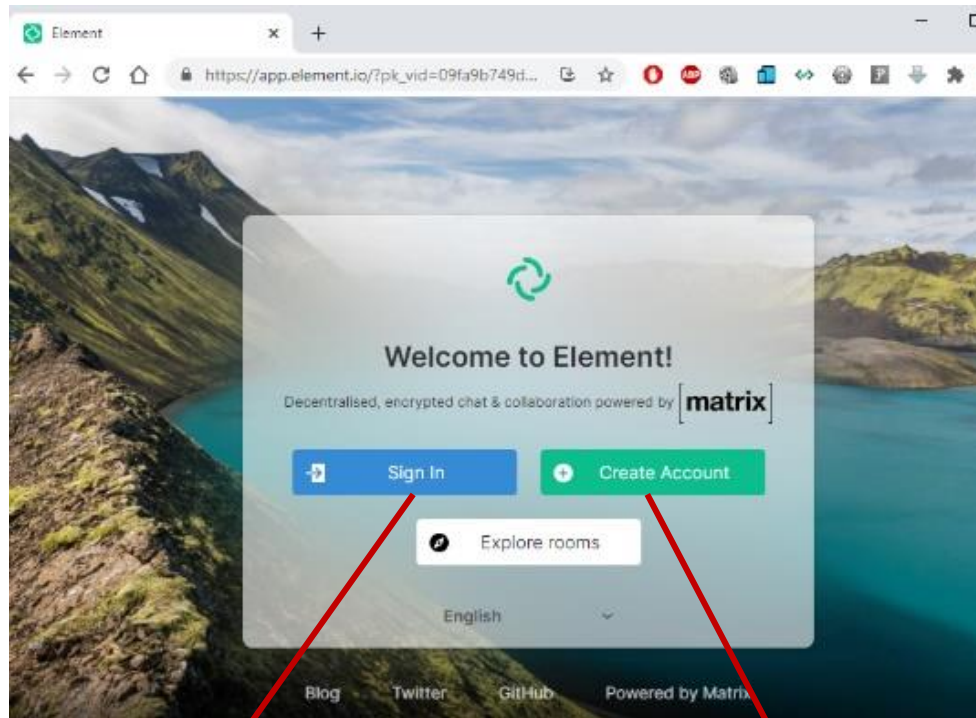 Element
https://app.element.io/?pk_vid=09fa9b749d...
ABP
Welcome to Element!
Decentralised, encrypted chat & collaboration powered by [matrix]
Sign In
Create Account
Explore rooms
English
Blog Twitter GitHub Powered by Matrix